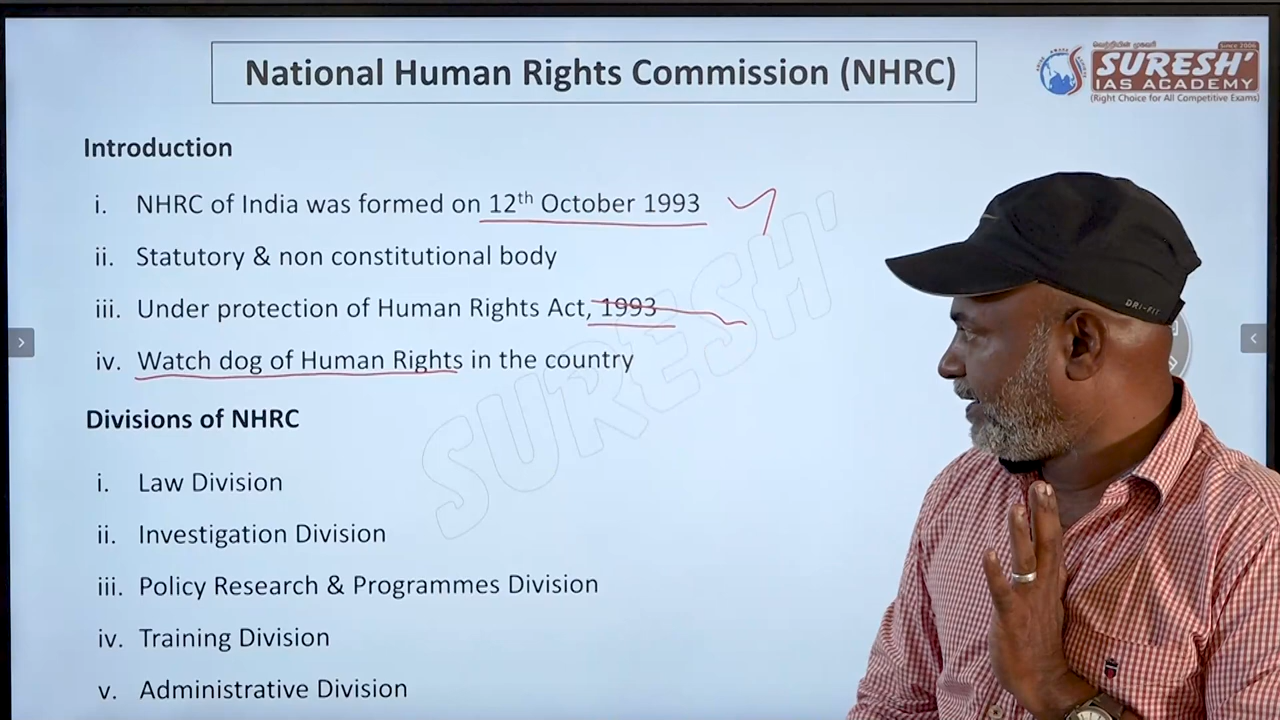 National Human Rights Commission (NHRC)
வெற்றியின் முகவரி
Since 2006
SURESH'
IAS ACADEMY
(Right Choice for All Competitive Exams)
Introduction
i. NHRC of India was formed on 12th October 1993
ii. Statutory & non constitutional body
iii. Under protection of Human Rights Act, 1993
iv. Watch dog of Human Rights in the country
Divisions of NHRC
i. Law Division
ii. Investigation Division
iii. Policy Research & Programmes Division
iv. Training Division
v. Administrative Division
SURESH'
DRI-FIT